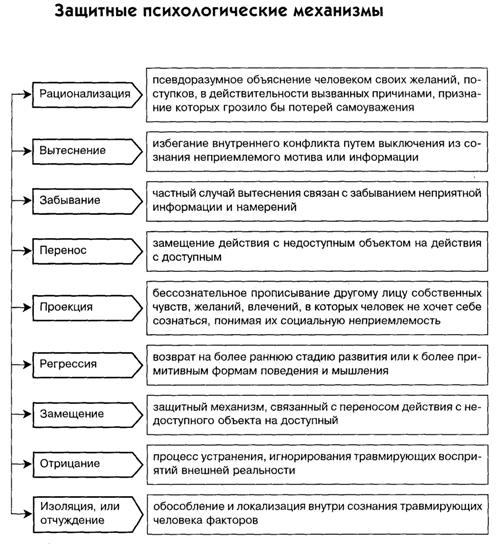 Защитные психологические механизмы
Рационализация
псевдоразумное объяснение человеком своих желаний, по-
ступков, в действительности вызванных причинами, призна-
ние которых грозило бы потерей самоуважения
Вытеснение
избегание внутреннего конфликта путем выключения из со-
знания неприемлемого мотива или информации
Забывание
частный случай вытеснения связан с забыванием неприятной
информации и намерений
Перенос
замещение действия с недоступным объектом на действия
с доступным
Проекция
бессознательное прописывание другому лицу собственных
чувств, желаний, влечений, в которых человек не хочет себе
сознаться, понимая их социальную неприемлемость
Регрессия
возврат на более раннюю стадию развития или к более при-
митивным формам поведения и мышления
Замещение
защитный механизм, связанный с переносом действия с не-
доступного объекта на доступный
Отрицание
процесс устранения, игнорирования травмирующих воспри-
ятий внешней реальности
Изоляция, или
отчуждение
обособление и локализация внутри сознания травмирующих
человека факторов